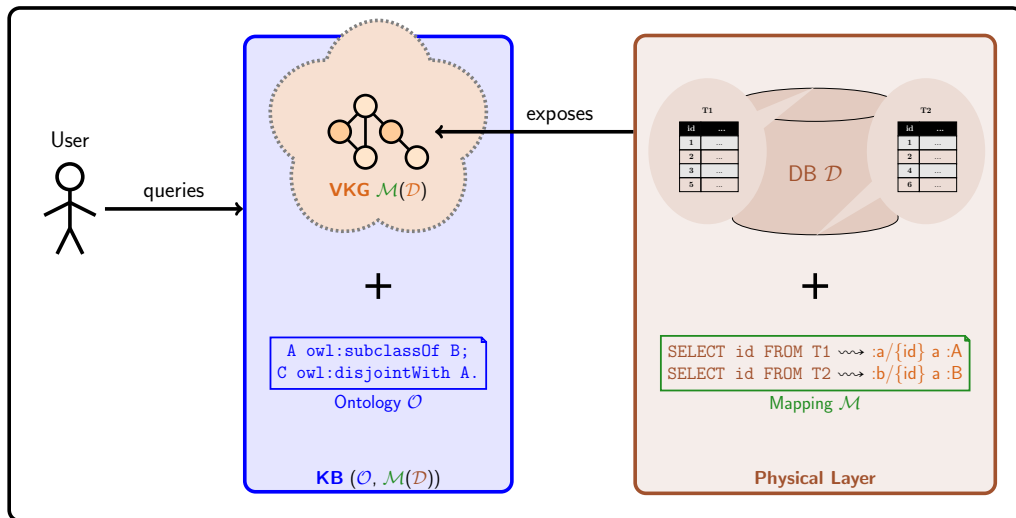 User
queries
VKG M(D)
+
A owl:subclassOf B;
C owl:disjointWith A.
Ontology O
KB (O, M(D))
exposes
T1
id ...
1 ...
2 ...
3 ...
5 ...
T2
id ...
1 ...
2 ...
4 ...
6 ...
DB D
+
SELECT id FROM T1 ⇝ :a/{id} a :A
SELECT id FROM T2 ⇝ :b/{id} a :B
Mapping M
Physical Layer